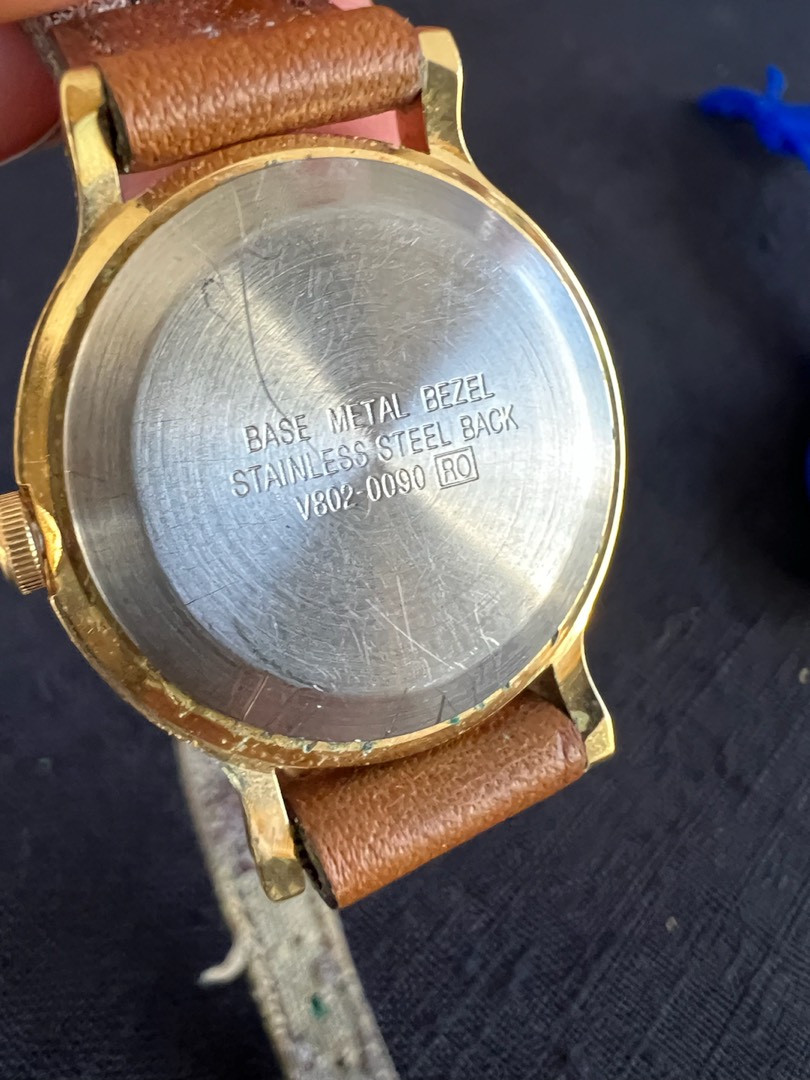 BASE METAL BEZEL
STAINLESS STEEL BACK
V802-0090 RO